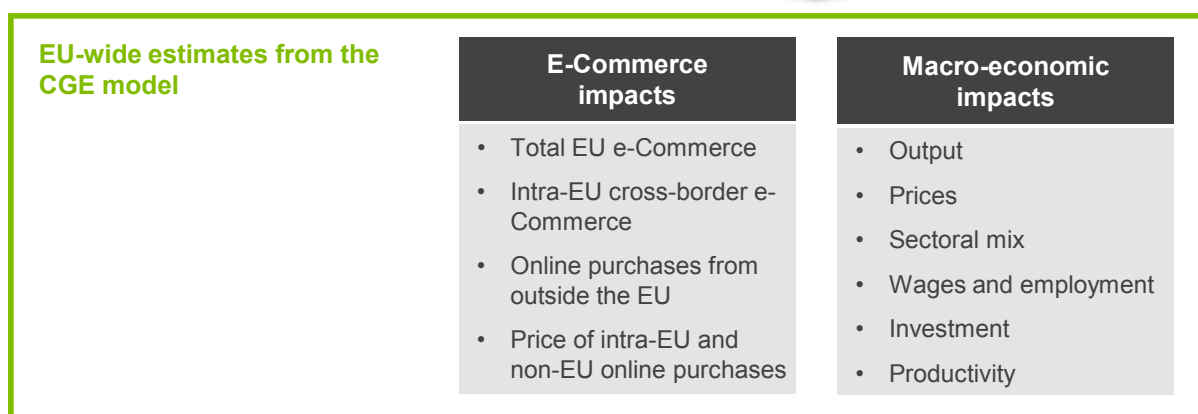 EU-wide estimates from the
CGE model
E-Commerce
impacts
• Total EU e-Commerce
• Intra-EU cross-border e-
Commerce
• Online purchases from
outside the EU
• Price of intra-EU and
non-EU online purchases
Macro-economic
impacts
• Output
• Prices
• Sectoral mix
• Wages and employment
• Investment
• Productivity